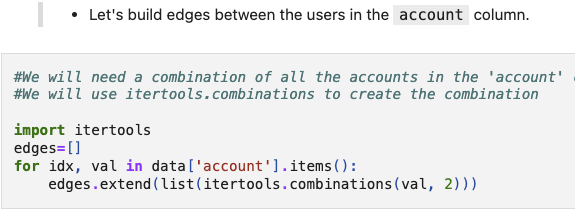 • Let's build edges between the users in the account column.
#We will need a combination of all the accounts in the 'account'
#We will use itertools.combinations to create the combination
import itertools
edges=[]
for idx, val in data['account'].items():
    edges.extend(list(itertools.combinations(val, 2)))